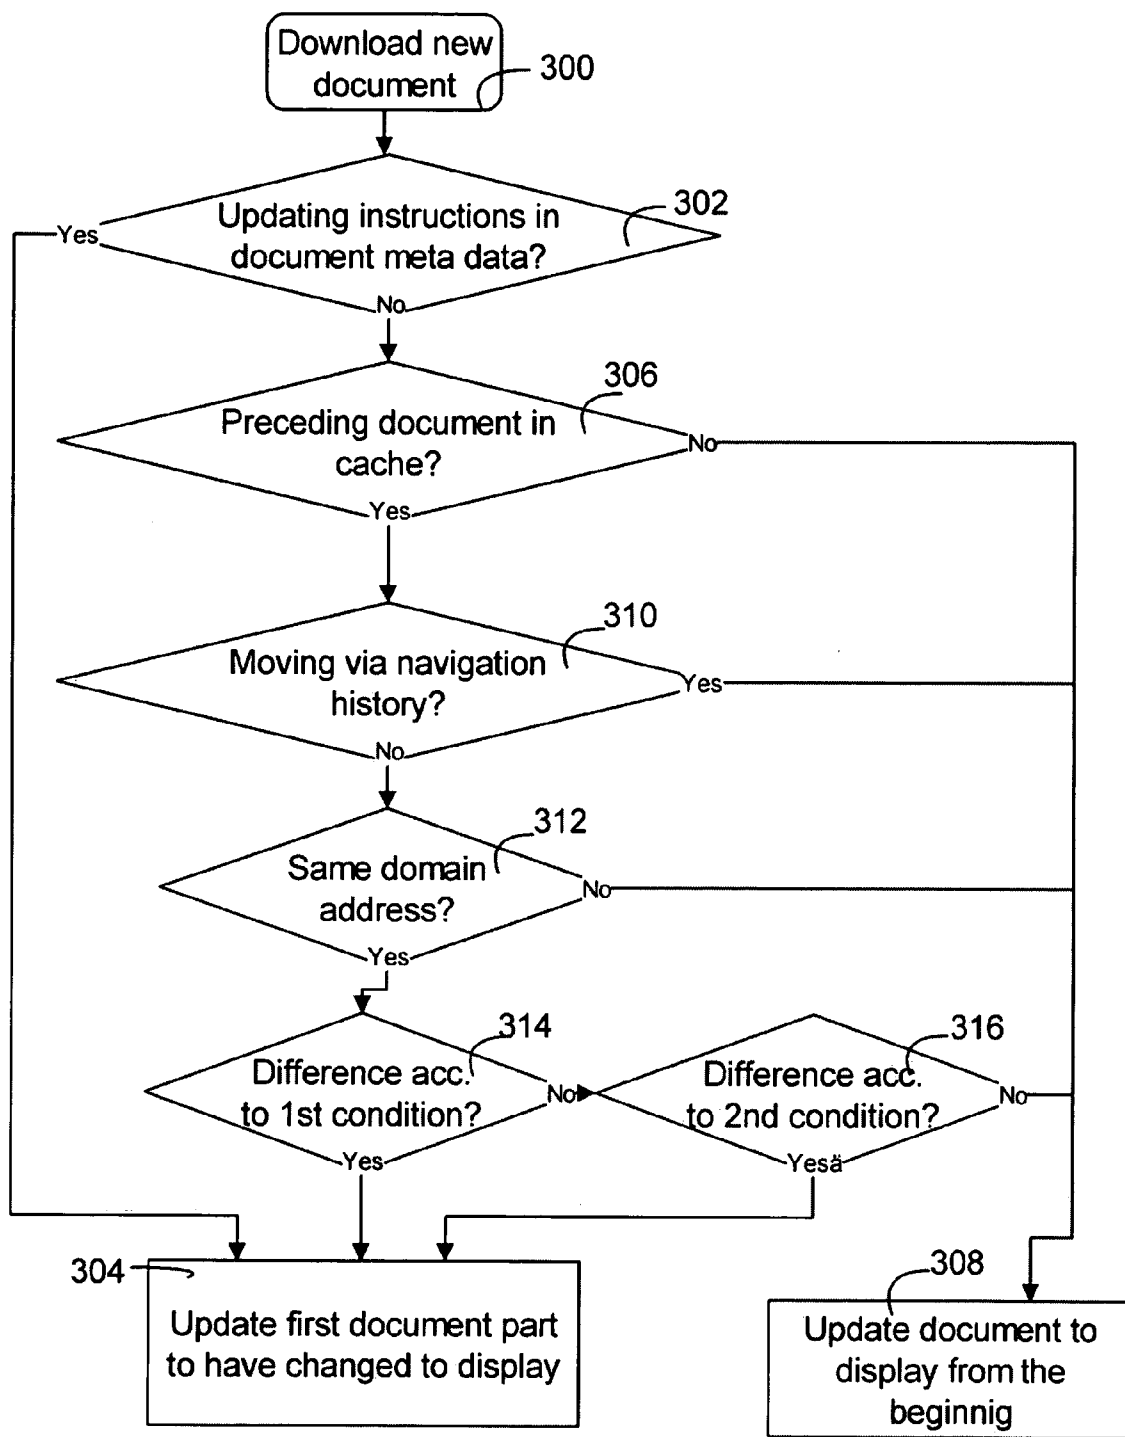 Download new
document
300
Updating instructions in
document meta data?
302
Yes
No
306
Preceding document in
cache?
No
Yes
310
Moving via navigation
history?
Yes
No
312
Same domain
address?
No
Yes
314
Difference acc.
to 1st condition?
No
Yes
316
Difference acc.
to 2nd condition?
No
Yesä
304
Update first document part
to have changed to display
308
Update document to
display from the
beginnig